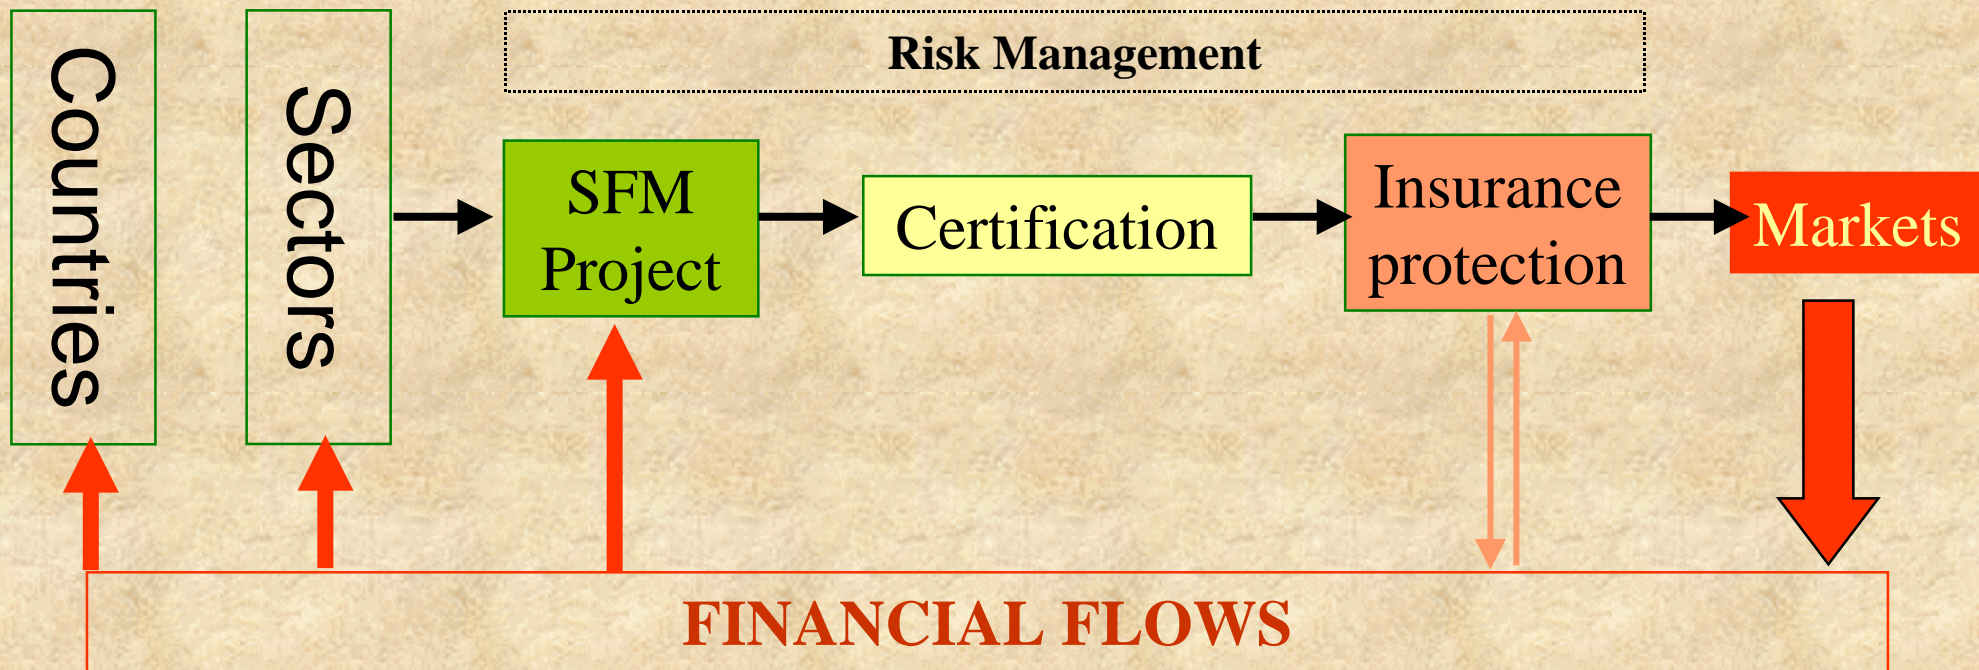 Countries
Sectors
Risk Management
SFM
Project
Certification
Insurance
protection
Markets
FINANCIAL FLOWS